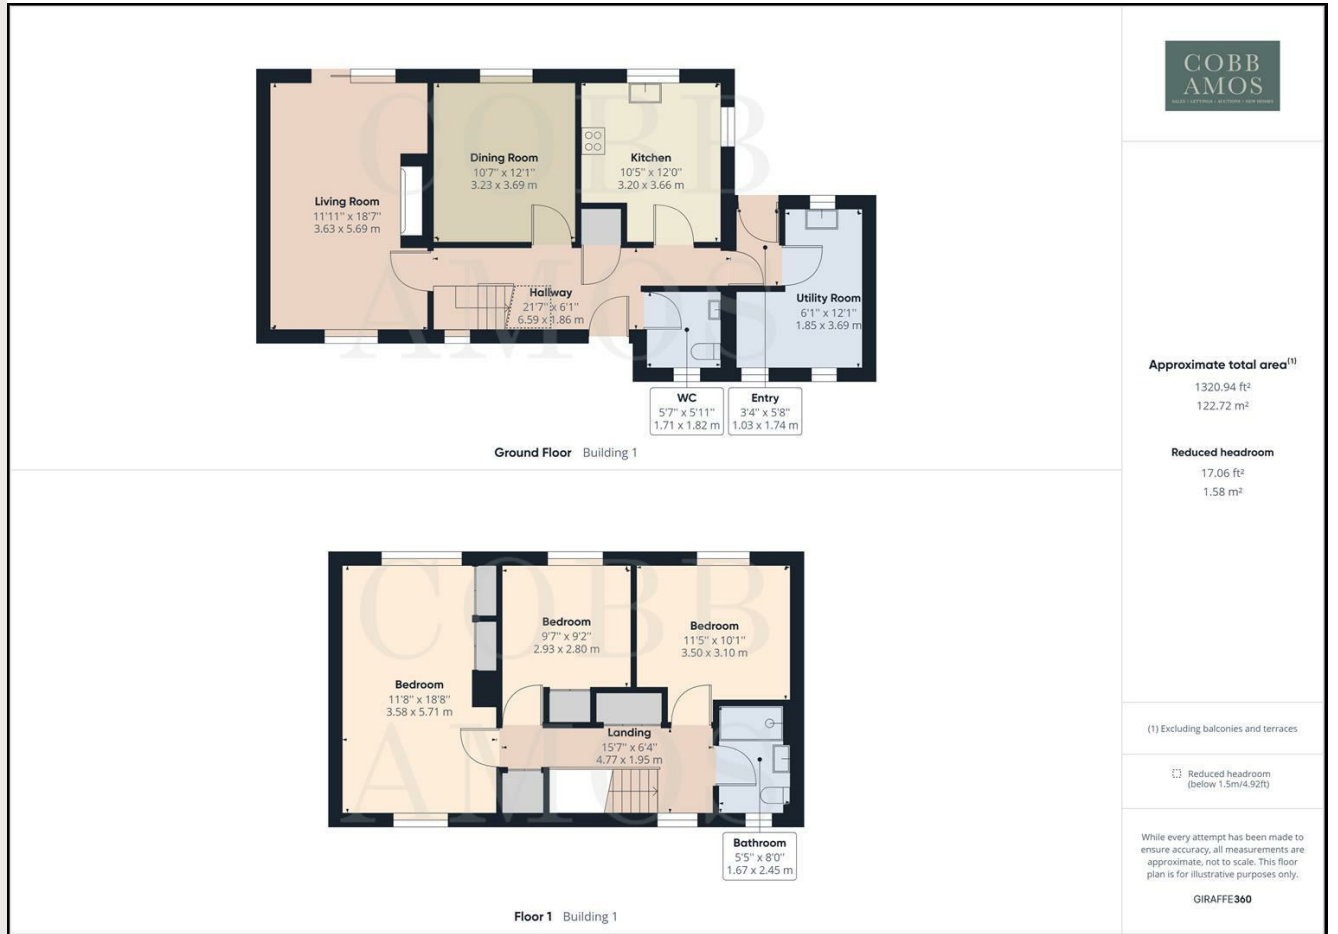 COBB
AMOS
SALES | LETTINGS | AUCTIONS | NEW HOMES
COBB
AMOS
Living Room
11'11" x 18'7"
3.63 x 5.69 m
Dining Room
10'7" x 12'1"
3.23 x 3.69 m
Kitchen
10'5" x 12'0"
3.20 x 3.66 m
Hallway
21'7" x 6'1"
6.59 x 1.86 m
Utility Room
6'1" x 12'1"
1.85 x 3.69 m
WC
5'7" x 5'11"
1.71 x 1.82 m
Entry
3'4" x 5'8"
1.03 x 1.74 m
Ground Floor Building 1
COBB
AMOS
Bedroom
11'8" x 18'8"
3.58 x 5.71 m
Bedroom
9'7" x 9'2"
2.93 x 2.80 m
Bedroom
11'5" x 10'1"
3.50 x 3.10 m
Landing
15'7" x 6'4"
4.77 x 1.95 m
Bathroom
5'5" x 8'0"
1.67 x 2.45 m
Floor 1 Building 1
Approximate total area(1)
1320.94 ft²
122.72 m²
Reduced headroom
17.06 ft²
1.58 m²
(1) Excluding balconies and terraces
Reduced headroom
(below 1.5m/4.92ft)
While every attempt has been made to
ensure accuracy, all measurements are
approximate, not to scale. This floor
plan is for illustrative purposes only.
GIRAFFE360